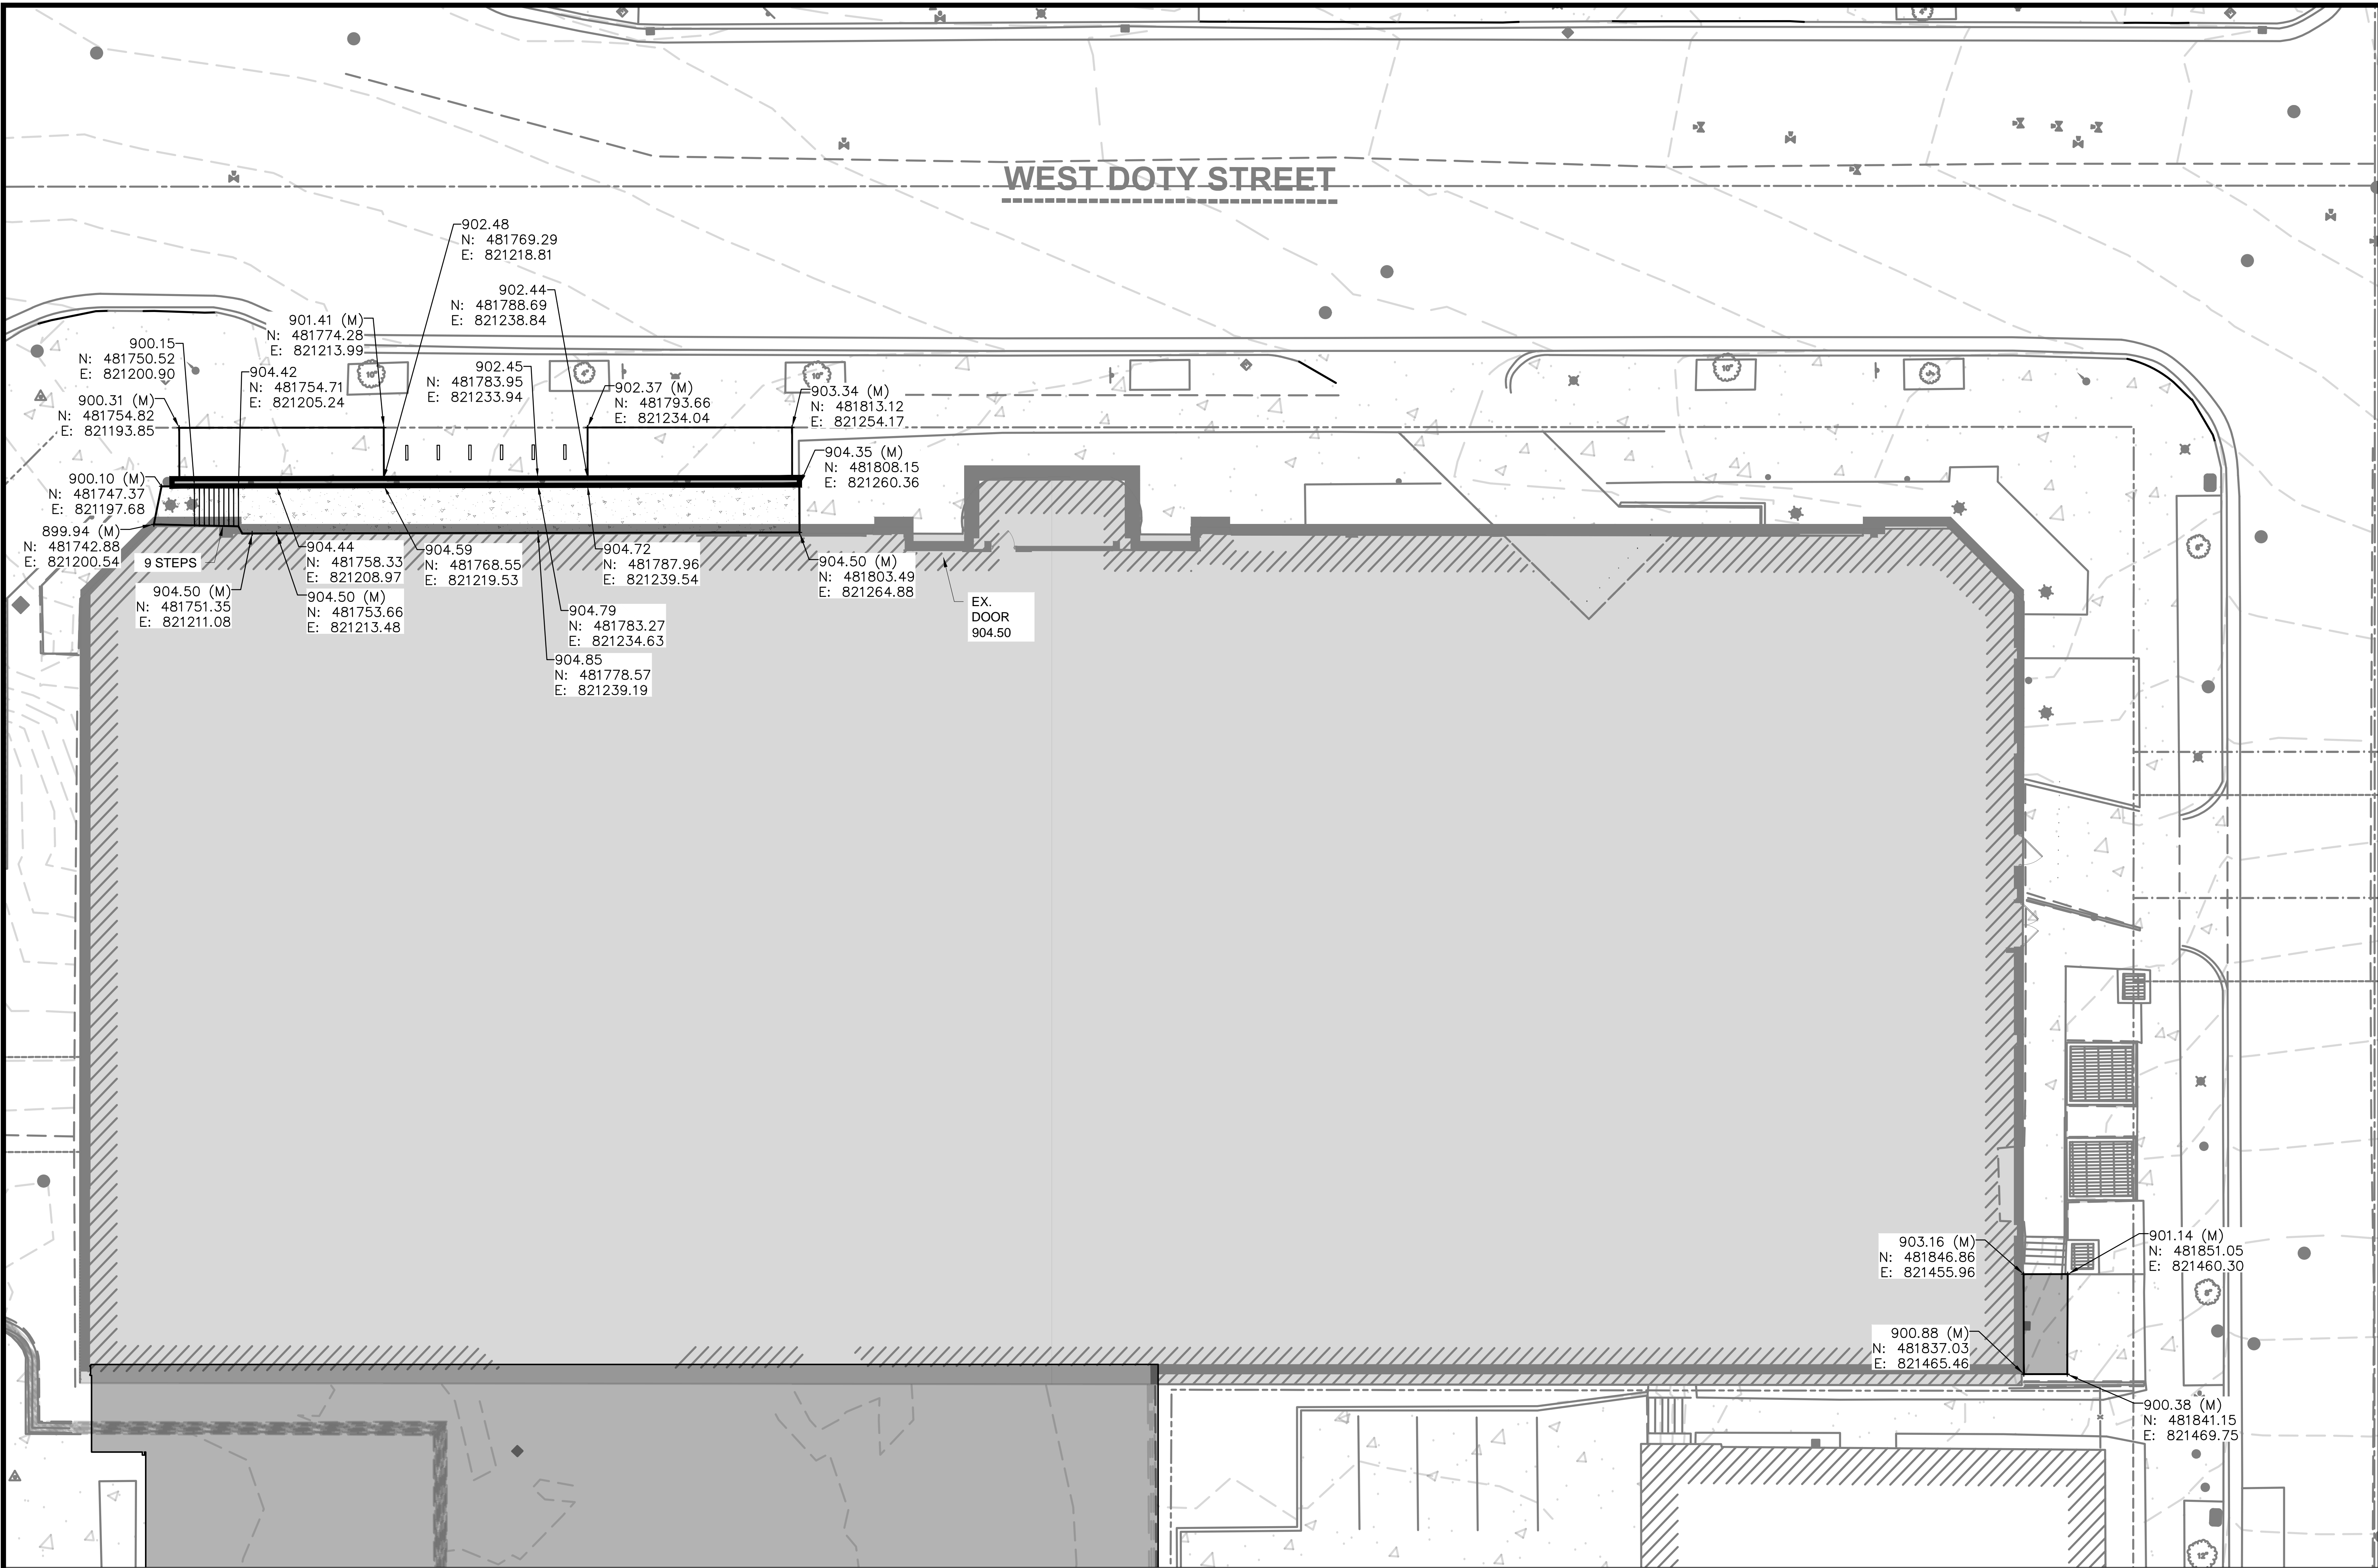 WEST DOTY STREET
902.48
N: 481769.29
E: 821218.81
902.44
N: 481788.69
E: 821238.84
901.41 (M)
N: 481774.28
E: 821213.99
900.15
N: 481750.52
E: 821200.90
904.42
N: 481754.71
E: 821205.24
902.45
N: 481783.95
E: 821233.94
902.37 (M)
N: 481793.66
E: 821234.04
903.34 (M)
N: 481813.12
E: 821254.17
900.31 (M)
N: 481754.82
E: 821193.85
904.35 (M)
N: 481808.15
E: 821260.36
900.10 (M)
N: 481747.37
E: 821197.68
899.94 (M)
N: 481742.88
E: 821200.54
9 STEPS
904.44
N: 481758.33
E: 821208.97
904.59
N: 481768.55
E: 821219.53
904.72
N: 481787.96
E: 821239.54
904.50 (M)
N: 481803.49
E: 821264.88
904.50 (M)
N: 481751.35
E: 821211.08
904.50 (M)
N: 481753.66
E: 821213.48
904.79
N: 481783.27
E: 821234.63
904.85
N: 481778.57
E: 821239.19
EX.
DOOR
904.50
10"
10"
10"
903.16 (M)
N: 481846.86
E: 821455.96
901.14 (M)
N: 481851.05
E: 821460.30
900.88 (M)
N: 481837.03
E: 821465.46
900.38 (M)
N: 481841.15
E: 821469.75
12"